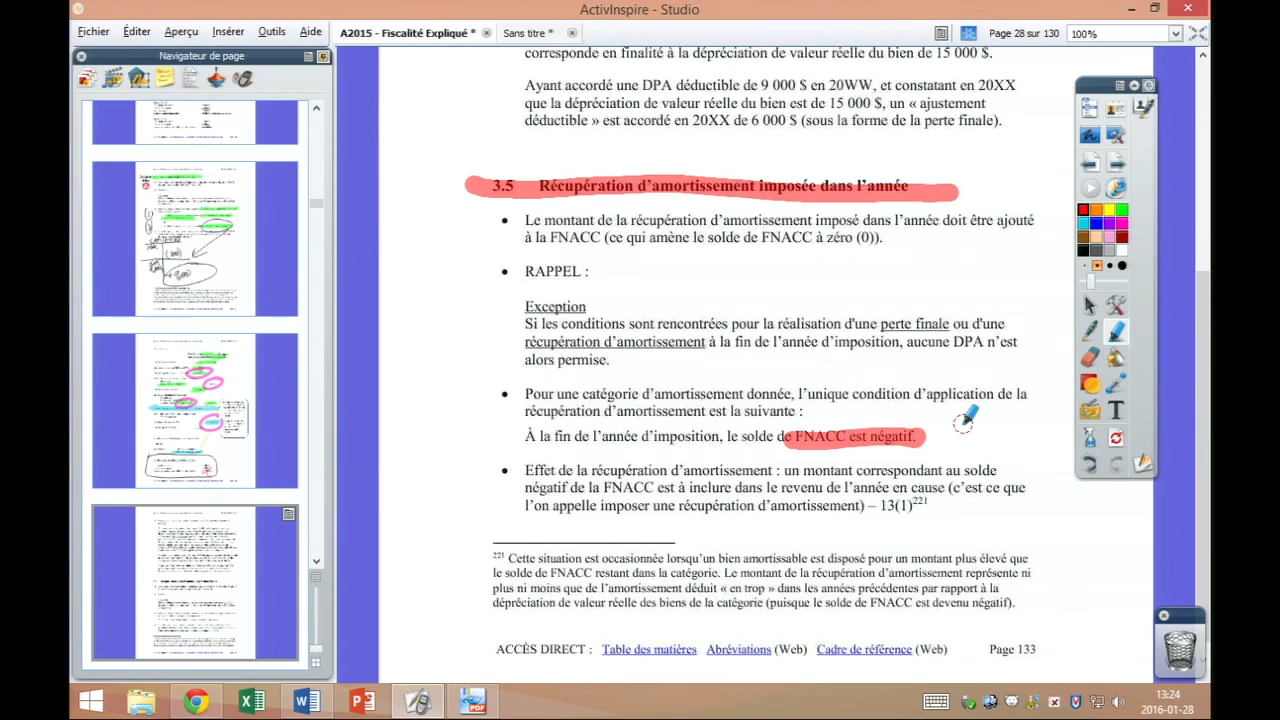 ActivInspire - Studio
Fichier Éditer Aperçu Insérer Outils Aide
A2015 - Fiscalité Expliqué * Sans titre *
Page 28 sur 130 100%
Navigateur de page
corresponde en finalité à la dépréciation de valeur réelle du bien de 15 000 $.
Ayant accordé une DPA déductible de 9 000 $ en 20WW, et constatant en 20XX
que la dépréciation de valeur réelle du bien est de 15 000 $, un « ajustement
déductible » est accordé en 20XX de 6 000 $ (sous la forme de la perte finale).
3.5 Récupération d'amortissement imposée dans l'année
Le montant de récupération d'amortissement imposé dans l'année doit être ajouté
à la FNACC (ce qui amène le solde de FNACC à zéro (0)).
RAPPEL :
Exception
Si les conditions sont rencontrées pour la réalisation d'une perte finale ou d'une
récupération d'amortissement à la fin de l'année d'imposition, aucune DPA n'est
alors permise.
Pour une catégorie d'amortissement donnée, l'unique condition d'application de la
récupération d'amortissement est la suivante :
À la fin de l'année d'imposition, le solde de FNACC est négatif.
Effet de la récupération d'amortissement : un montant correspondant au solde
négatif de la FNACC est à inclure dans le revenu de l'année en cause (c'est ce que
l'on appelle imposer une récupération d'amortissement) – 13(1)221
221 Cette situation est possible lorsqu'un bien amortissable est disposé pour un montant plus élevé que
le solde de FNACC restant dans la catégorie. Le montant de la récupération d'amortissement représente ni
plus ni moins que de l'amortissement déduit « en trop » dans les années précédentes par rapport à la
dépréciation de valeur réelle des biens de la catégorie (puisque le solde de FNACC est devenu négatif).
ACCÈS DIRECT : Table des matières Abréviations (Web) Cadre de référence (Web) Page 133
13:24
2016-01-28